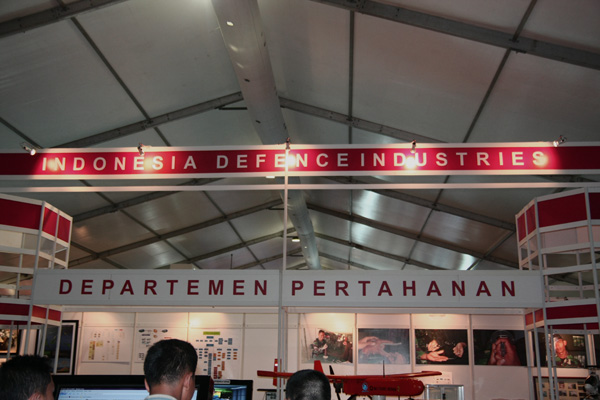 INDONESIA DEFENCE INDUSTRIES
DEPARTEMEN PERTAHANAN